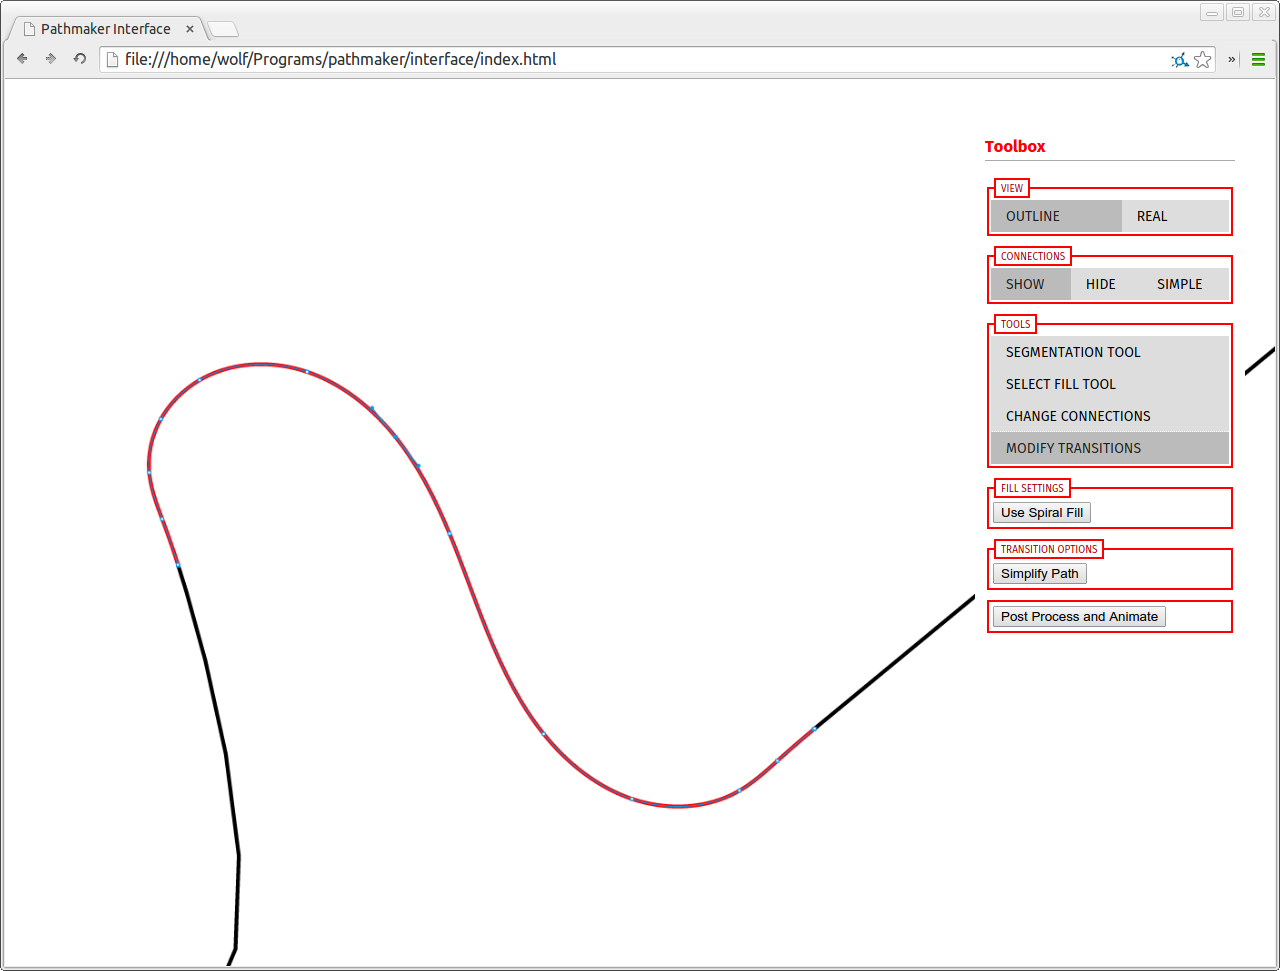 Pathmaker Interface
file:///home/wolf/Programs/pathmaker/interface/index.html
Toolbox
VIEW
OUTLINE REAL
CONNECTIONS
SHOW HIDE SIMPLE
TOOLS
SEGMENTATION TOOL
SELECT FILL TOOL
CHANGE CONNECTIONS
MODIFY TRANSITIONS
FILL SETTINGS
Use Spiral Fill
TRANSITION OPTIONS
Simplify Path
Post Process and Animate